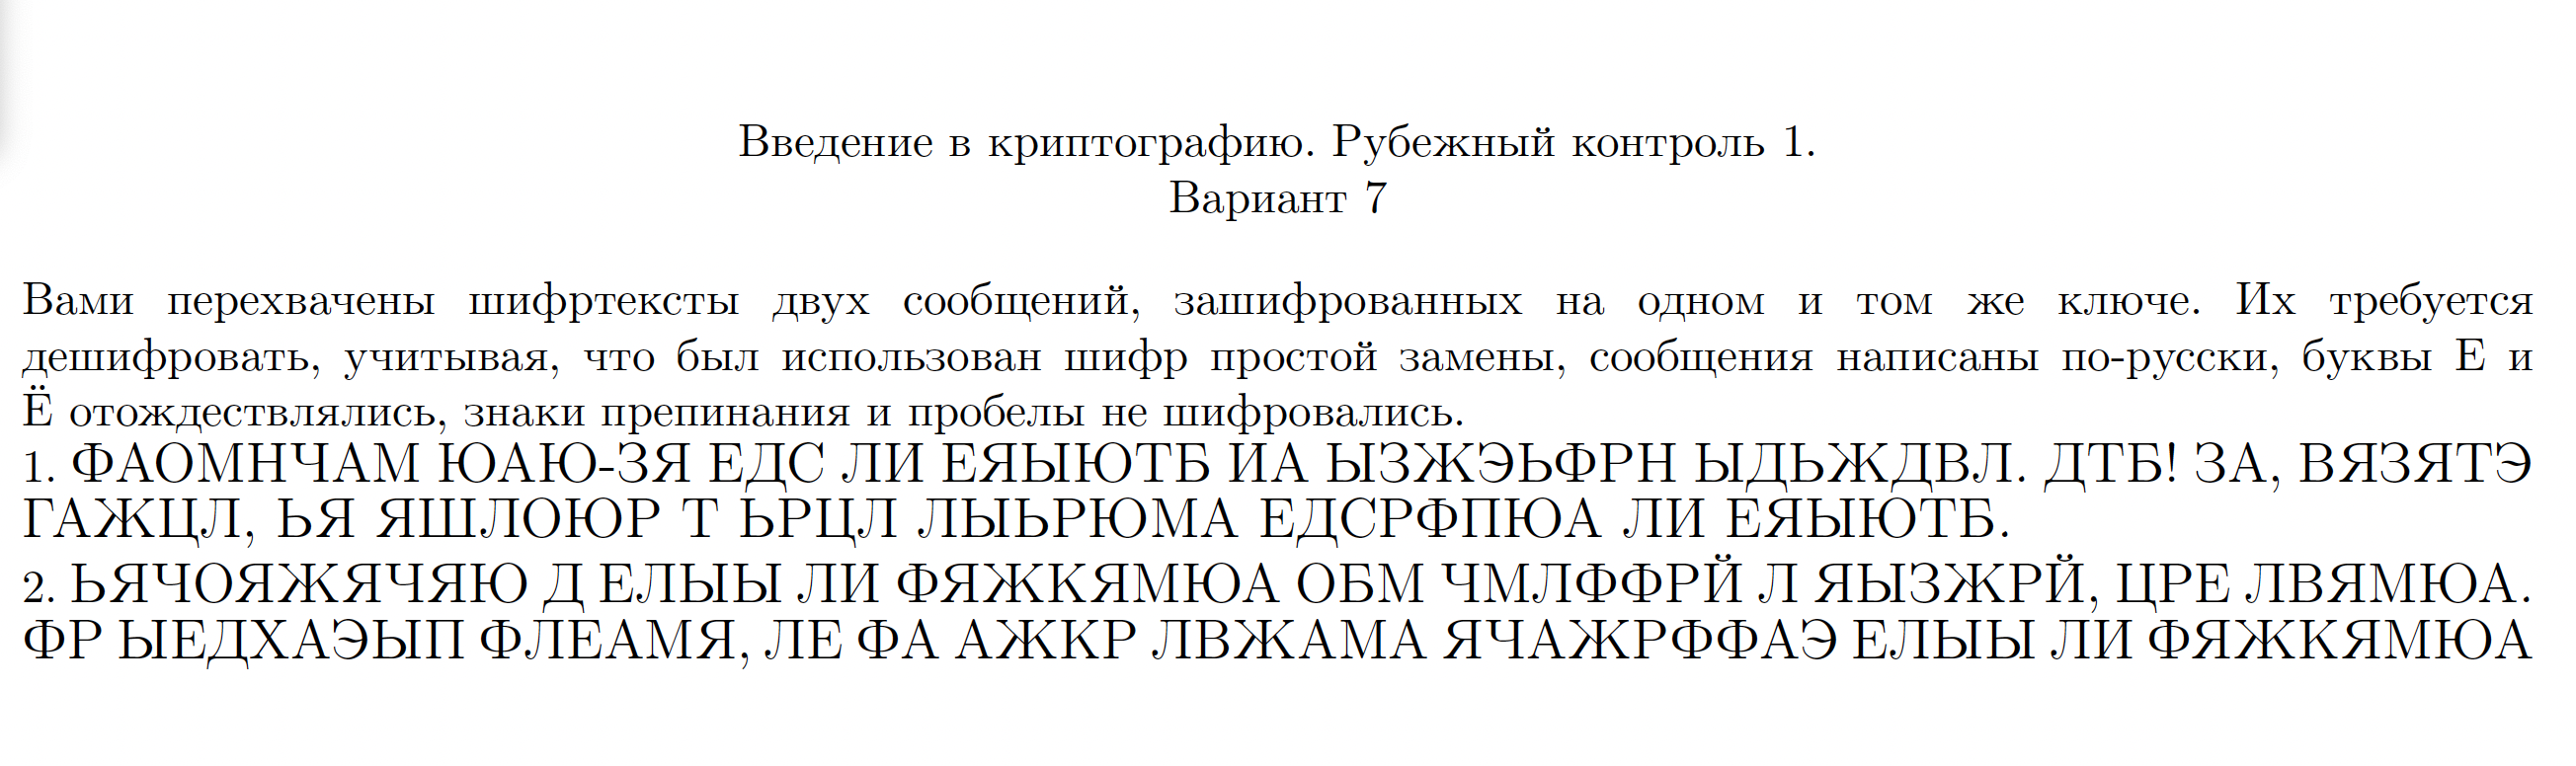 Введение в криптографию. Рубежный контроль 1.
Вариант 7
Вами перехвачены шифртексты двух сообщений, зашифрованных на одном и том же ключе. Их требуется
дешифровать, учитывая, что был использован шифр простой замены, сообщения написаны по-русски, буквы Е и
Ё отождествлялись, знаки препинания и пробелы не шифровались.
1. ФАОМНЧАМ ЮАЮ-ЗЯ ЕДС ЛИ ЕЯЫЮТБ ИА ЫЗЖЭЬФРН ЫДЬЖДВЛ. ДТБ! ЗА, ВЯЗЯТЭ
ГАЖЦЛ, ЬЯ ЯШЛОЮР Т ЬРЦЛ ЛЫЬРЮМА ЕДСРФПЮА ЛИ ЕЯЫЮТБ.
2. ЬЯЧОЯЖЯЧЯЮ Д ЕЛЫЫ ЛИ ФЯЖКЯМЮА ОБМ ЧМЛФФРЙ Л ЯЫЗЖРЙ, ЦРЕ ЛВЯМЮА.
ФР ЫЕДХАЭЫП ФЛЕАМЯ, ЛЕ ФА АЖКР ЛВЖАМА ЯЧАЖРФФАЭ ЕЛЫЫ ЛИ ФЯЖКЯМЮА